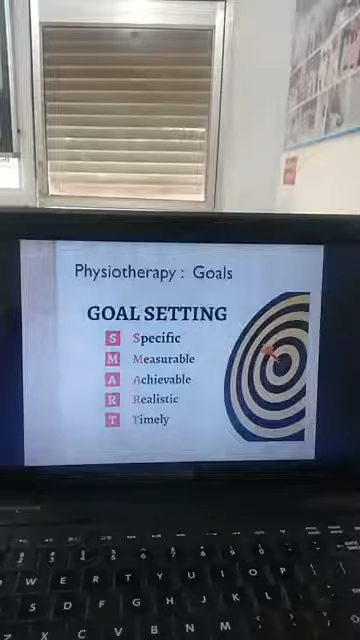 Physiotherapy : Goals
GOAL SETTING
S Specific
M Measurable
A Achievable
R Realistic
T Timely
W E R T Y U I O P
S D F G H J K L
X C V B N M